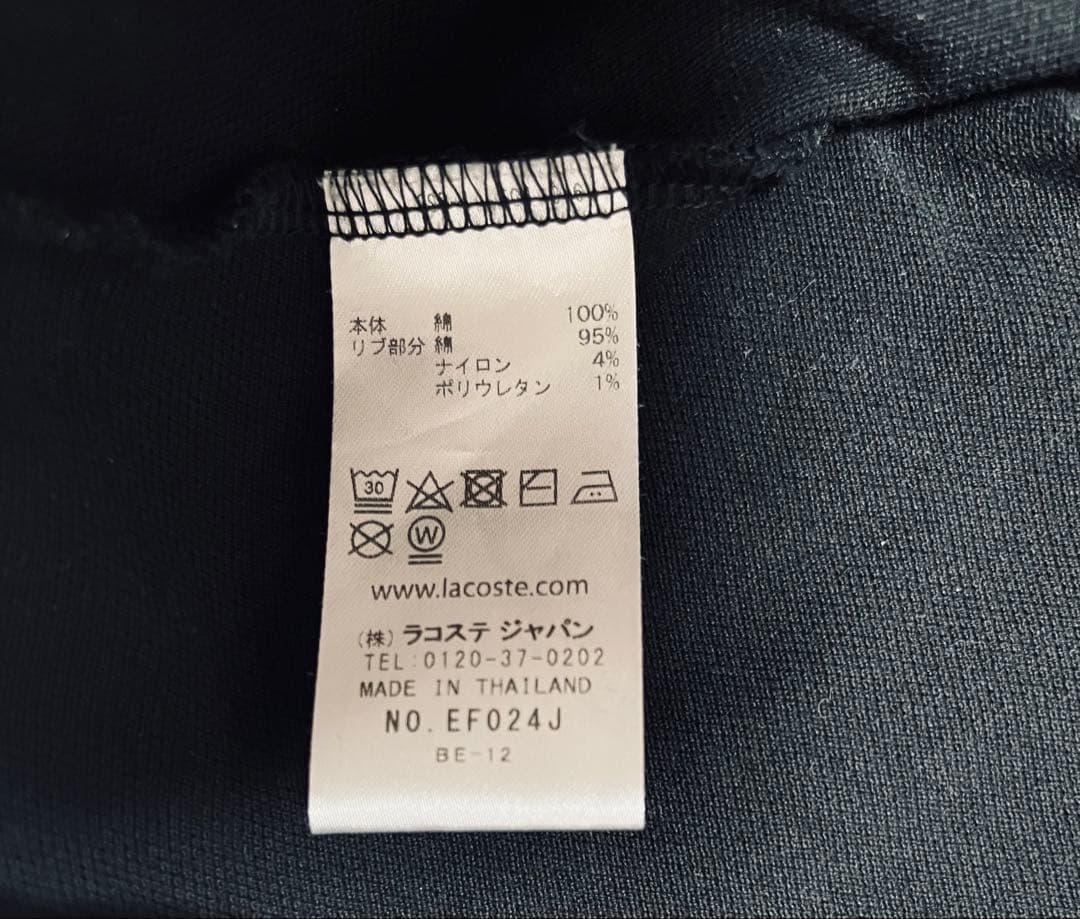 本体 綿 100%
リブ部分 綿 95%
ナイロン 4%
ポリウレタン 1%
30
W
www.lacoste.com
(株) ラコステ ジャパン
TEL:0120-37-0202
MADE IN THAILAND
NO.EF024J
BE-12